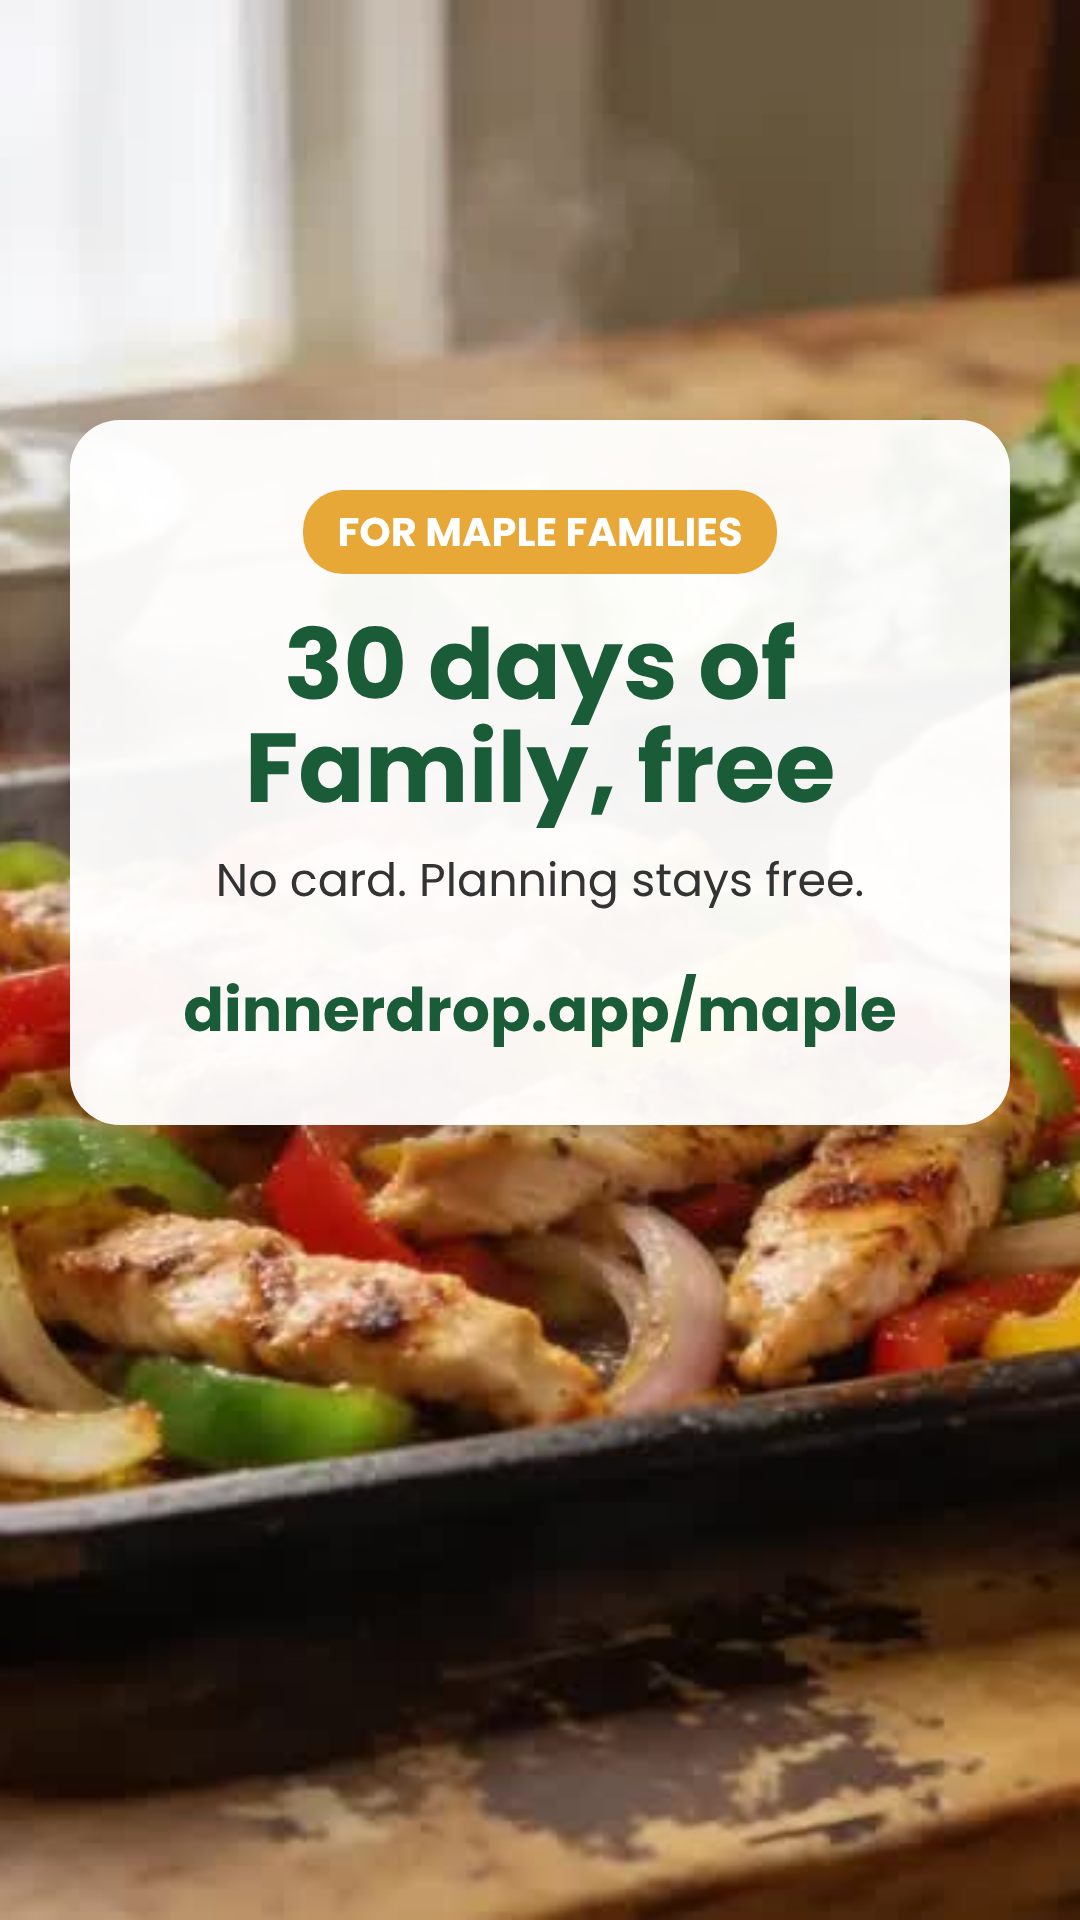 FOR MAPLE FAMILIES
30 days of
Family, free
No card. Planning stays free.
dinnerdrop.app/maple